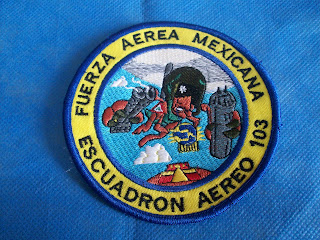 FUERZA AEREA MEXICANA
ESCUADRON AEREO 103